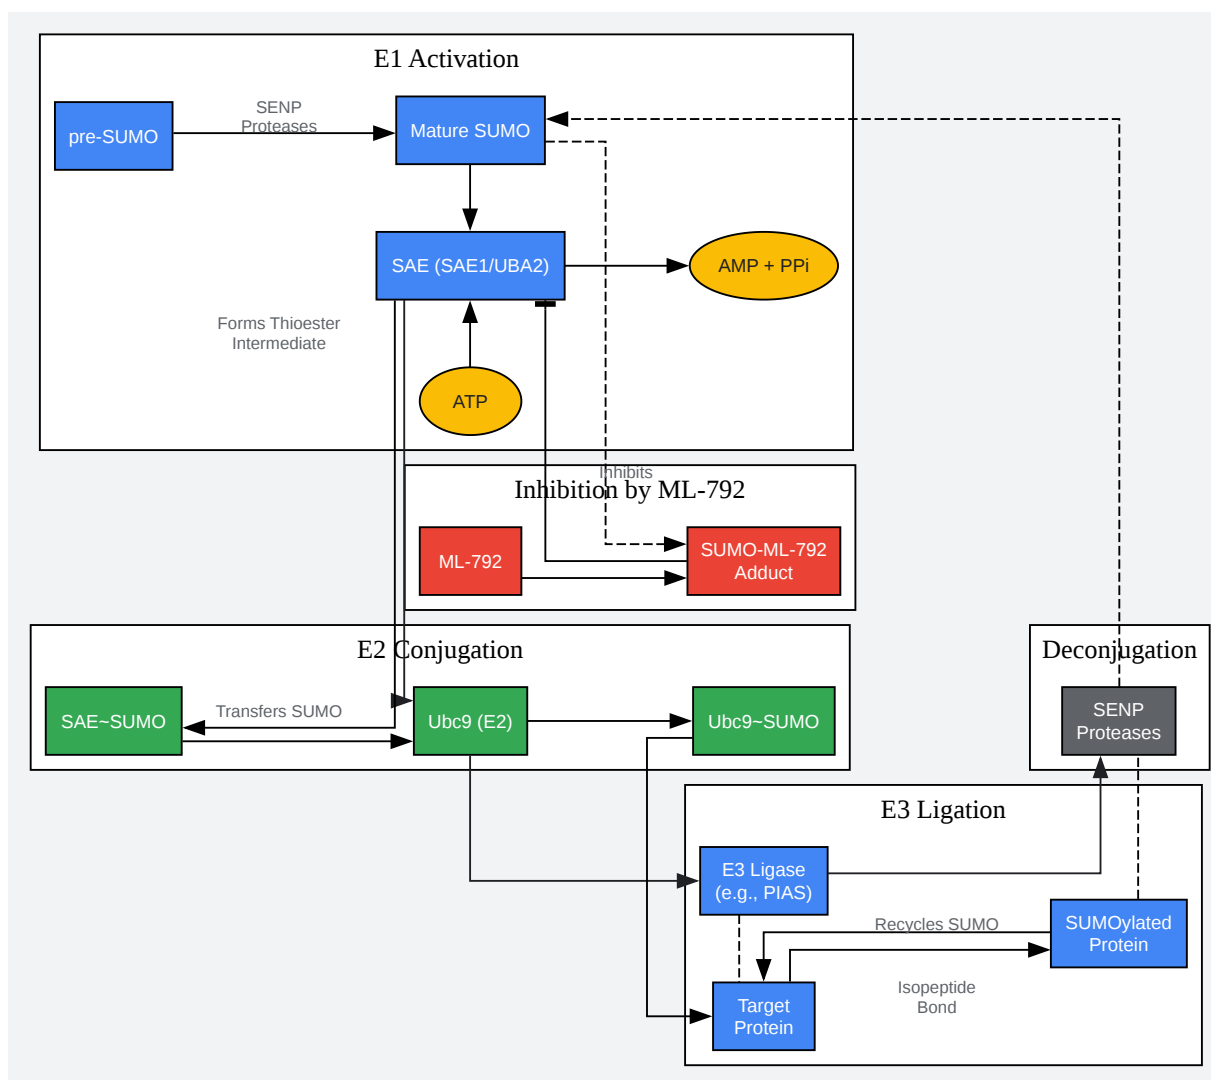 E1 Activation
pre-SUMO
SENP
Proteases
Mature SUMO
SAE (SAE1/UBA2)
AMP + PPi
Forms Thioester
Intermediate
ATP
Inhibits
Inhibition by ML-792
ML-792
SUMO-ML-792
Adduct
E2 Conjugation
SAE~SUMO
Transfers SUMO
Ubc9 (E2)
Ubc9~SUMO
Deconjugation
SENP
Proteases
E3 Ligation
E3 Ligase
(e.g., PIAS)
Recycles SUMO
SUMOylated
Protein
Isopeptide
Bond
Target
Protein